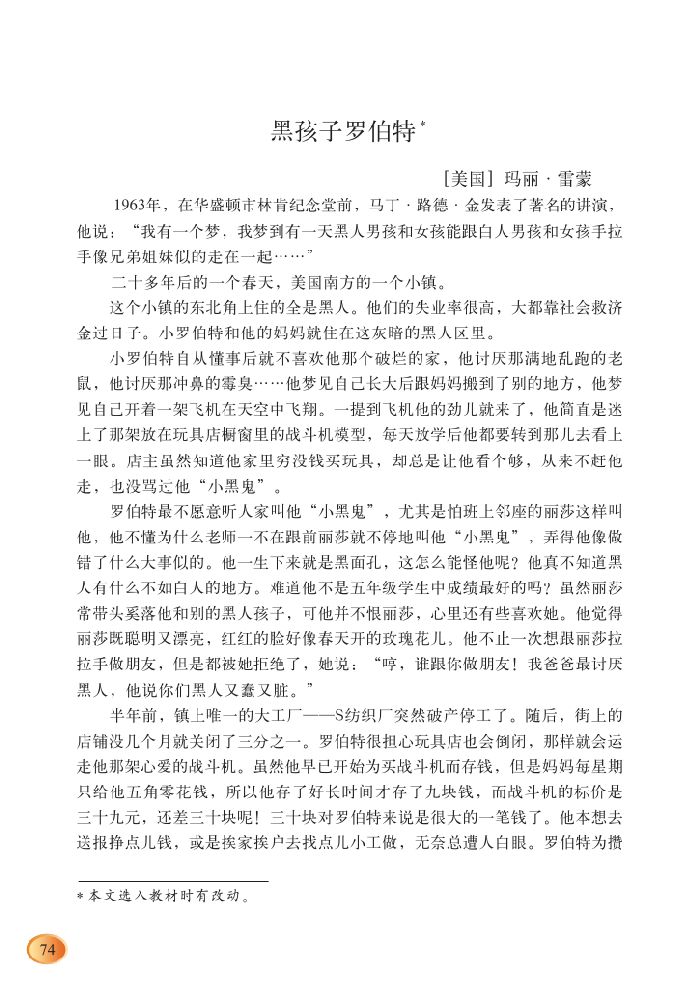 黑孩子罗伯特*
［美国］玛丽·雷蒙
1963年，在华盛顿市林肯纪念堂前，马丁·路德·金发表了著名的讲演，
他说：“我有一个梦，我梦到有一天黑人男孩和女孩能跟白人男孩和女孩手拉
手像兄弟姐妹似的走在一起……”
二十多年后的一个春天，美国南方的一个小镇。
这个小镇的东北角上住的全是黑人。他们的失业率很高，大都靠社会救济
金过日子。小罗伯特和他的妈妈就住在这灰暗的黑人区里。
小罗伯特自从懂事后就不喜欢他那个破烂的家，他讨厌那满地乱跑的老
鼠，他讨厌那冲鼻的霉臭……他梦见自己长大后跟妈妈搬到了别的地方，他梦
见自己开着一架飞机在天空中飞翔。一提到飞机他的劲儿就来了，他简直是迷
上了那架放在玩具店橱窗里的战斗机模型，每天放学后他都要转到那儿去看上
一眼。店主虽然知道他家里穷没钱买玩具，却总是让他看个够，从来不赶他
走，也没骂过他“小黑鬼”。
罗伯特最不愿意听人家叫他“小黑鬼”，尤其是怕班上邻座的丽莎这样叫
他，他不懂为什么老师一不在跟前丽莎就不停地叫他“小黑鬼”，弄得他像做
错了什么大事似的。他一生下来就是黑面孔，这怎么能怪他呢？他真不知道黑
人有什么不如白人的地方。难道他不是五年级学生中成绩最好的吗？虽然丽莎
常带头奚落他和别的黑人孩子，可他并不恨丽莎，心里还有些喜欢她。他觉得
丽莎既聪明又漂亮，红红的脸好像春天开的玫瑰花儿。他不止一次想跟丽莎拉
拉手做朋友，但是都被她拒绝了，她说：“哼，谁跟你做朋友！我爸爸最讨厌
黑人，他说你们黑人又蠢又脏。”
半年前，镇上唯一的大工厂——S纺织厂突然破产停工了。随后，街上的
店铺没几个月就关闭了三分之一。罗伯特很担心玩具店也会倒闭，那样就会运
走他那架心爱的战斗机。虽然他早已开始为买战斗机而存钱，但是妈妈每星期
只给他五角零花钱，所以他存了好长时间才存了九块钱，而战斗机的标价是
三十九元，还差三十块呢！三十块对罗伯特来说是很大的一笔钱了。他本想去
送报挣点儿钱，或是挨家挨户去找点儿小工做，无奈总遭人白眼。罗伯特为攒
*本文选入教材时有改动。
74